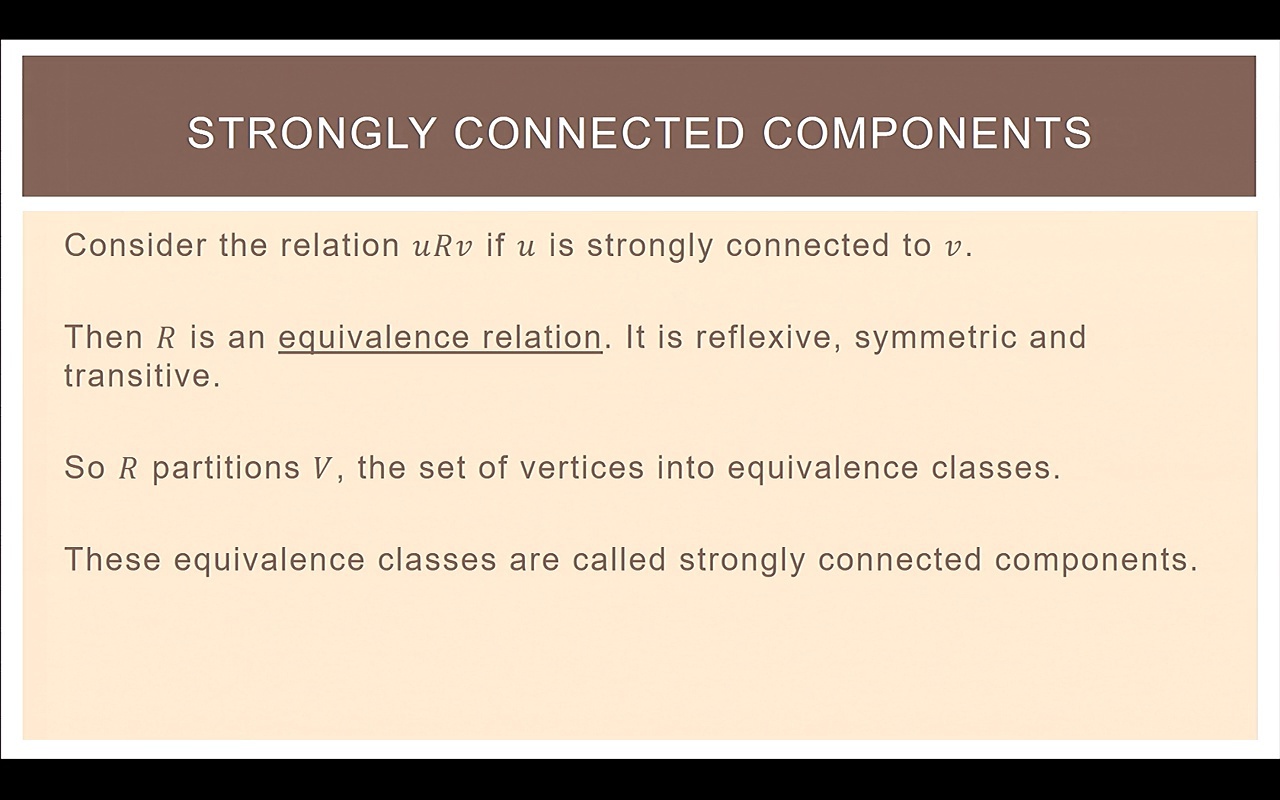 STRONGLY CONNECTED COMPONENTS
Consider the relation uRv if u is strongly connected to v.
Then R is an equivalence relation. It is reflexive, symmetric and
transitive.
So R partitions V, the set of vertices into equivalence classes.
These equivalence classes are called strongly connected components.